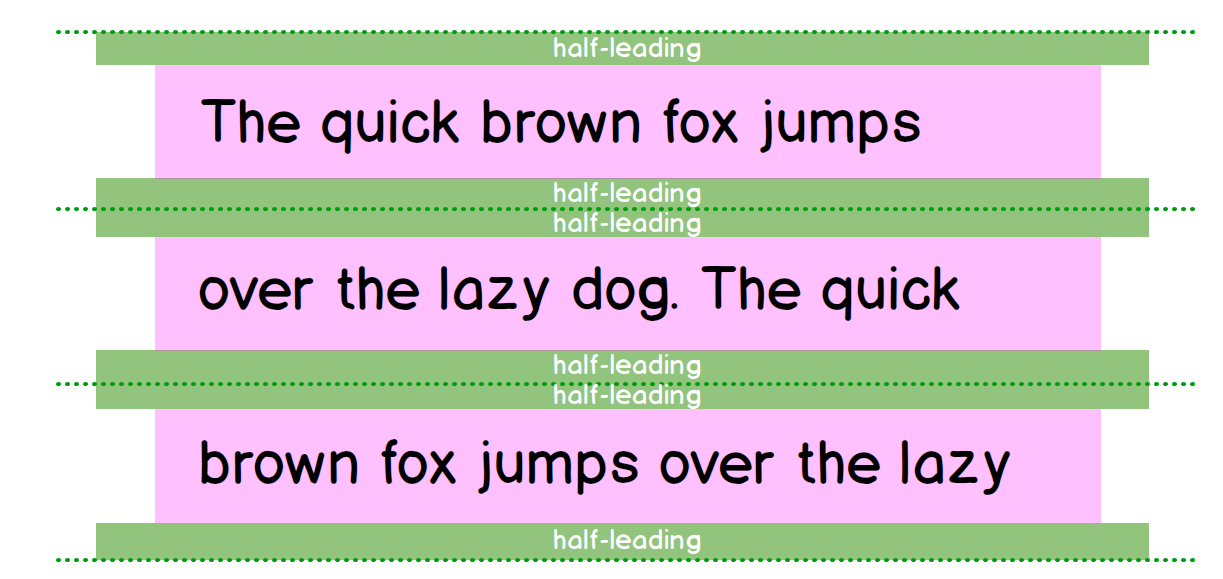 half-leading
The quick brown fox jumps
half-leading
half-leading
over the lazy dog. The quick
half-leading
half-leading
brown fox jumps over the lazy
half-leading